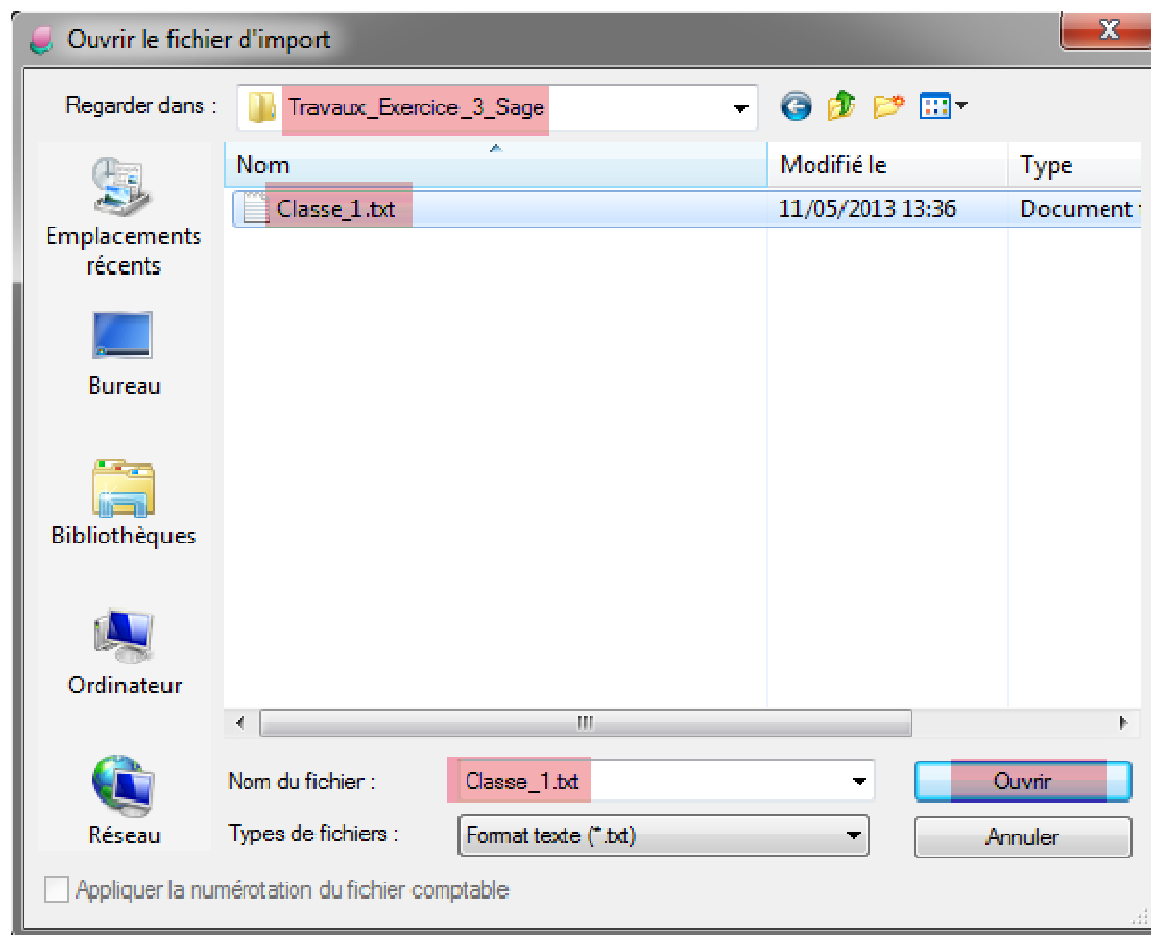 Ouvrir le fichier d'import
X
Regarder dans :
Travaux_Exercice_3_Sage
Nom
Modifié le
Type
Classe_1.txt
11/05/2013 13:36
Document
Emplacements
récents
Bureau
Bibliothèques
Ordinateur
Réseau
Nom du fichier :
Classe_1.txt
Ouvrir
Types de fichiers :
Format texte (*.txt)
Annuler
Appliquer la numérotation du fichier comptable